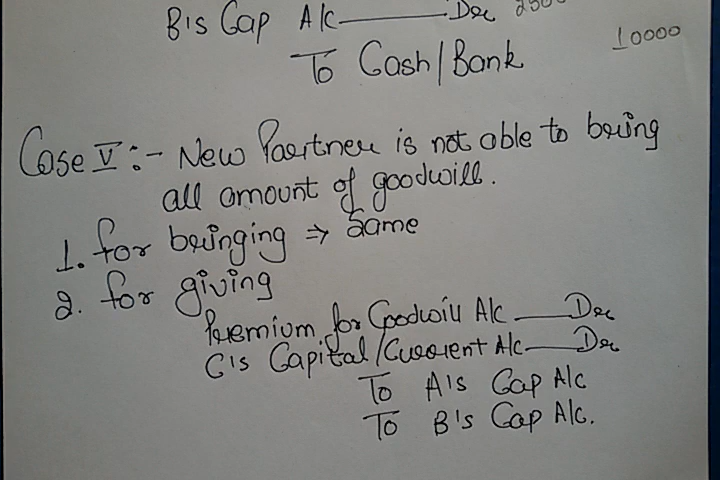 B's Cap A/c ——— Dr
To Cash/Bank 10000
Case V :- New Partner is not able to bring
all amount of goodwill.
1. for bringing ⇒ Same
2. for giving
Premium for Goodwill A/c —— Dr
C's Capital/Current A/c —— Dr
To A's Cap A/c
To B's Cap A/c.